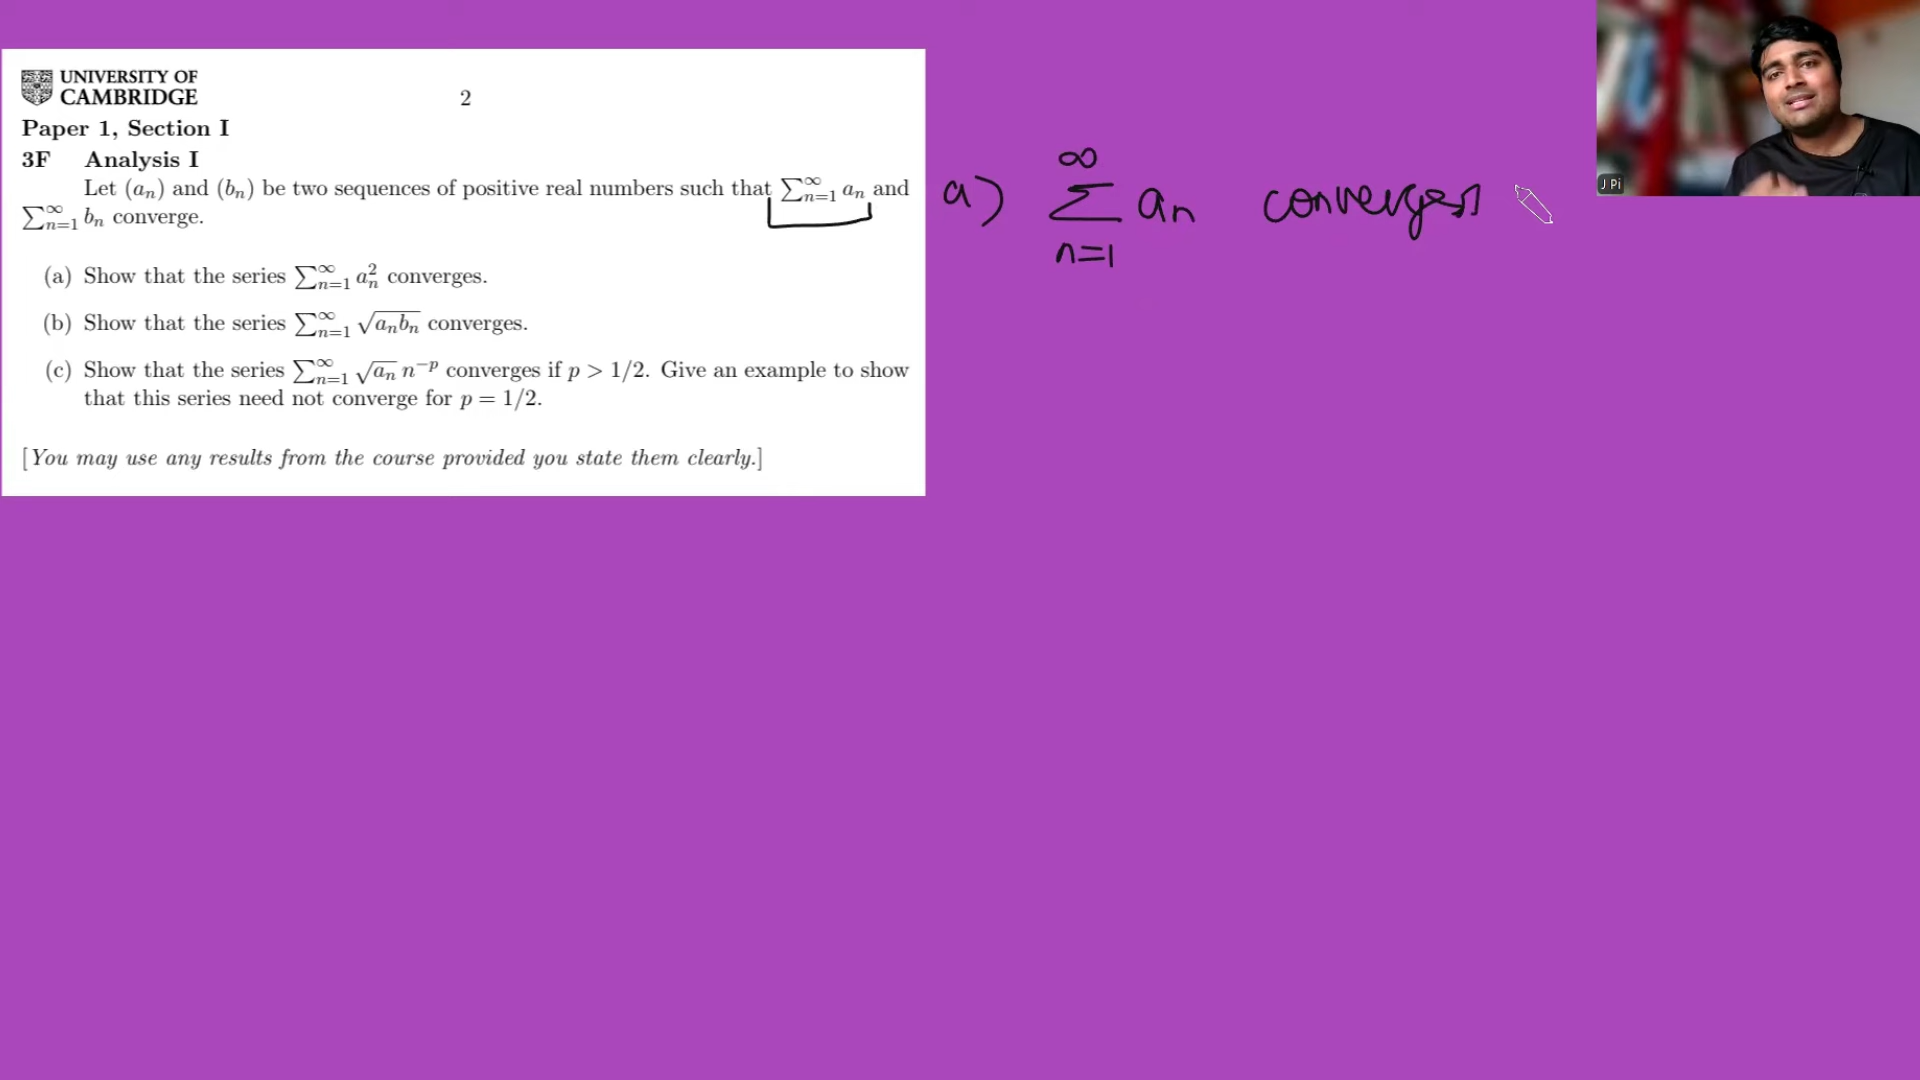 UNIVERSITY OF
CAMBRIDGE
2
Paper 1, Section I
3F Analysis I
Let (aₙ) and (bₙ) be two sequences of positive real numbers such that ∑ₙ₌₁^∞ aₙ and
∑ₙ₌₁^∞ bₙ converge.
(a) Show that the series ∑ₙ₌₁^∞ aₙ² converges.
(b) Show that the series ∑ₙ₌₁^∞ √(aₙbₙ) converges.
(c) Show that the series ∑ₙ₌₁^∞ √aₙ n⁻ᵖ converges if p > 1/2. Give an example to show
that this series need not converge for p = 1/2.
[You may use any results from the course provided you state them clearly.]
a) ∑ₙ₌₁^∞ aₙ converges
J Pi